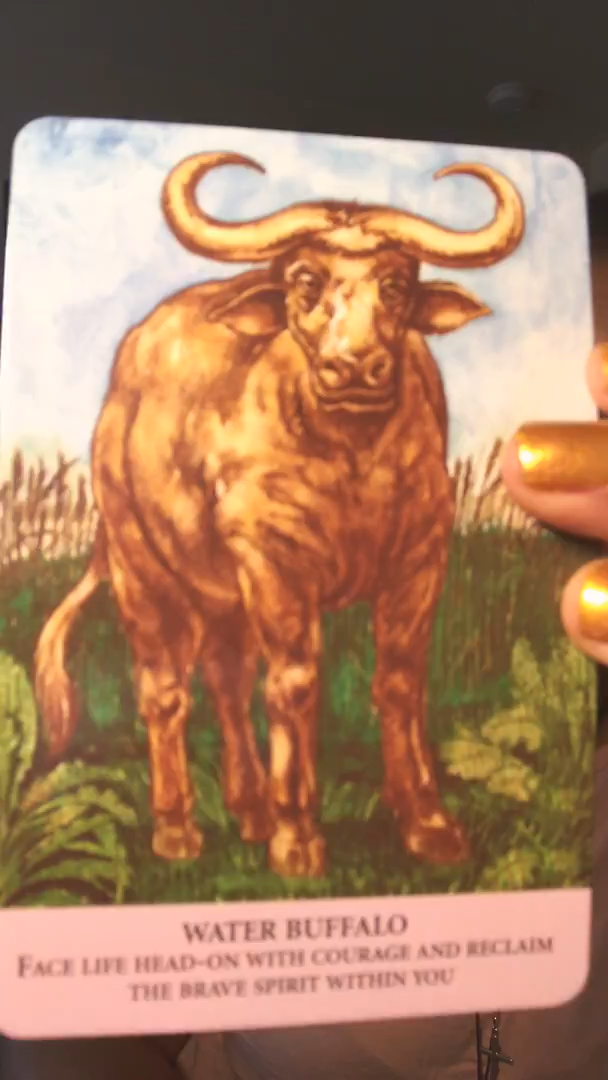 WATER BUFFALO
FACE LIFE HEAD-ON WITH COURAGE AND RECLAIM
THE BRAVE SPIRIT WITHIN YOU